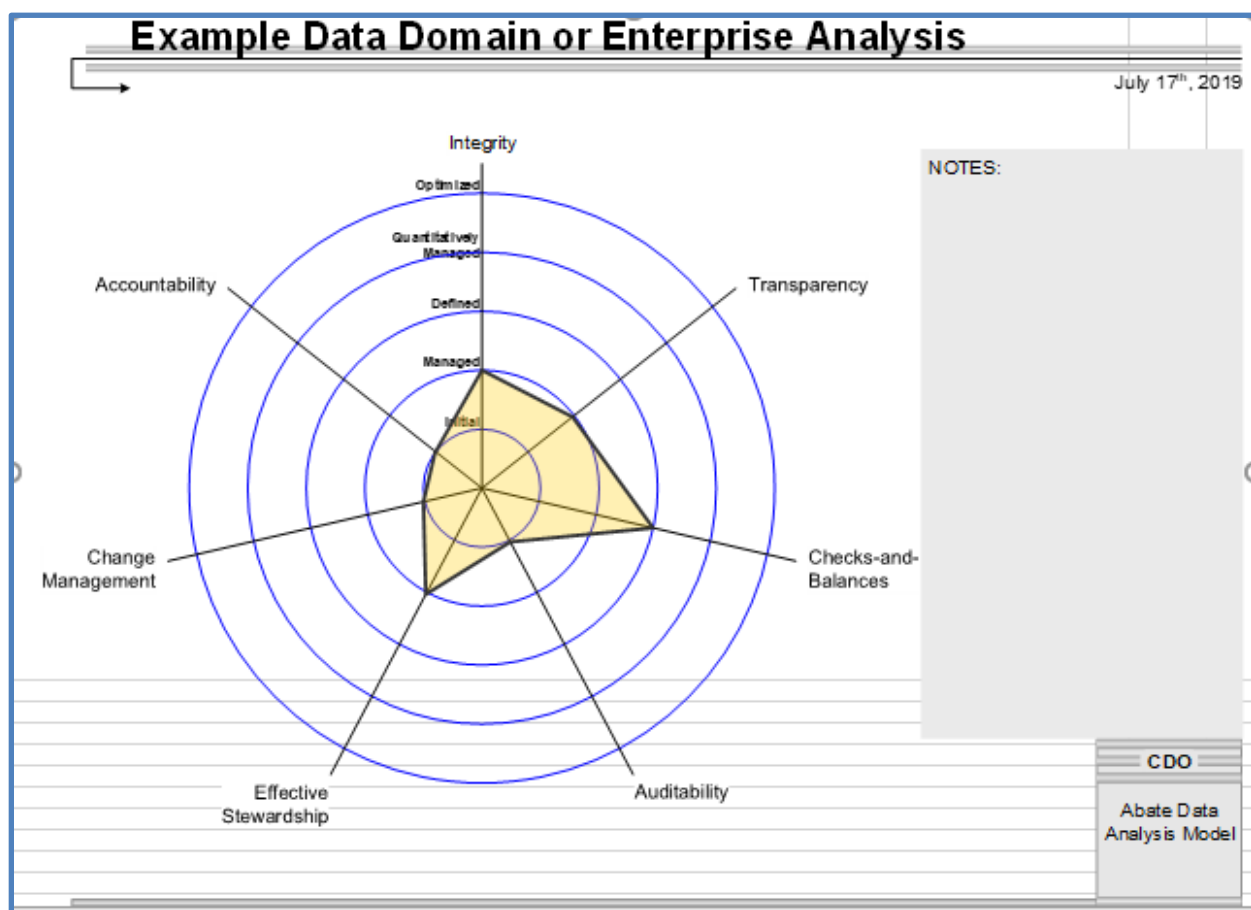 Example Data Domain or Enterprise Analysis
July 17th, 2019
Integrity
NOTES:
Optimized
Quantitatively
Managed
Accountability
Transparency
Defined
Managed
Initial
Change
Management
Checks-and-
Balances
Effective
Stewardship
Auditability
CDO
Abate Data
Analysis Model